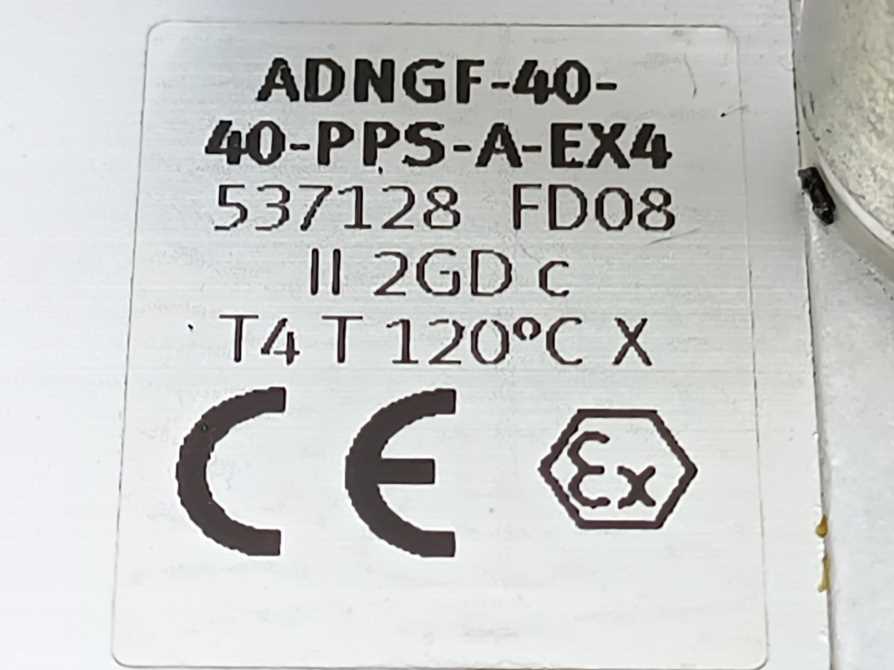 ADNGF-40-
40-PPS-A-EX4
537128 FD08
II 2GD c
T4 T 120°C X
CE Ex